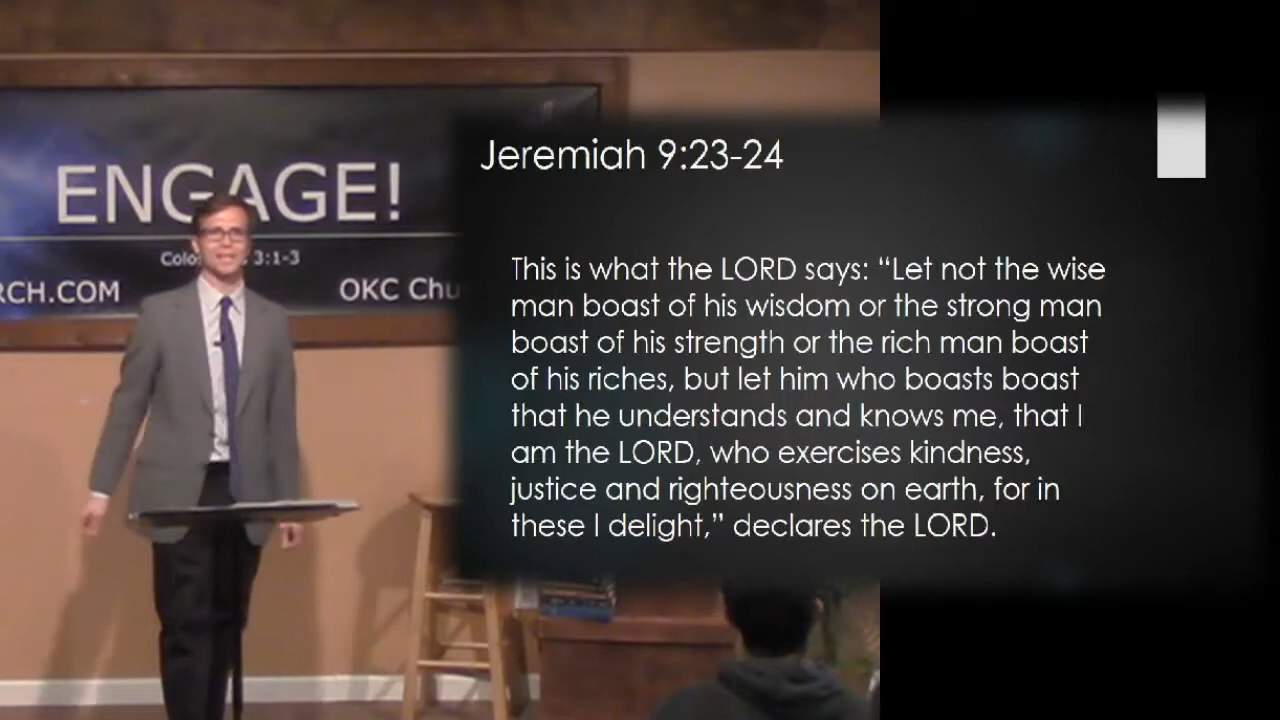 ENGAGE!
3:1-3
OKC
Jeremiah 9:23-24
This is what the LORD says: “Let not the wise
man boast of his wisdom or the strong man
boast of his strength or the rich man boast
of his riches, but let him who boasts boast
that he understands and knows me, that I
am the LORD, who exercises kindness,
justice and righteousness on earth, for in
these I delight,” declares the LORD.